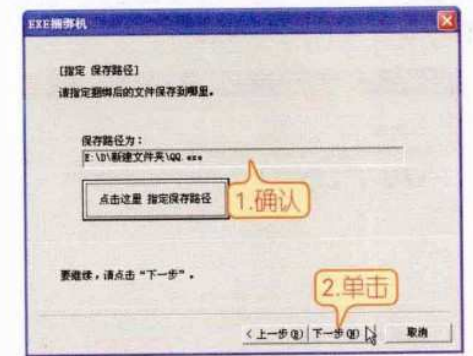 EXE捆绑机
[指定 保存路径]
请指定捆绑后的文件保存到哪里。
保存路径为：
E:\D\新建文件夹\QQ.exe
点击这里 指定保存路径
1.确认
要继续，请点击“下一步”。
2.单击
<上一步(B) 下一步(N) 取消